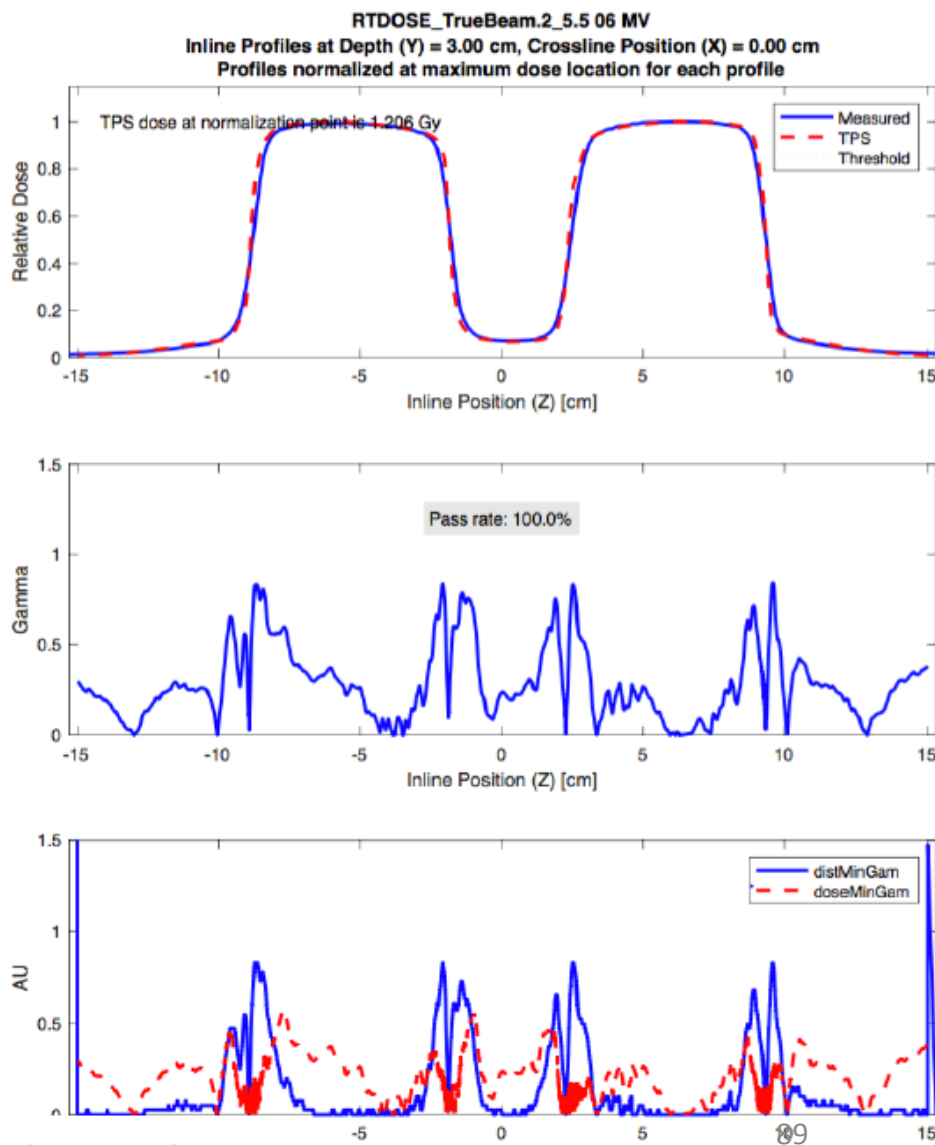 RTDOSE_TrueBeam.2_5.5 06 MV
Inline Profiles at Depth (Y) = 3.00 cm, Crossline Position (X) = 0.00 cm
Profiles normalized at maximum dose location for each profile
TPS dose at normalization point is 1.206 Gy
Measured
TPS
Threshold
Relative Dose
1
0.8
0.6
0.4
0.2
0
-15 -10 -5 0 5 10 15
Inline Position (Z) [cm]
Pass rate: 100.0%
Gamma
1.5
1
0.5
0
-15 -10 -5 0 5 10 15
Inline Position (Z) [cm]
distMinGam
doseMinGam
AU
1.5
1
0.5
0
-5 0 5 15